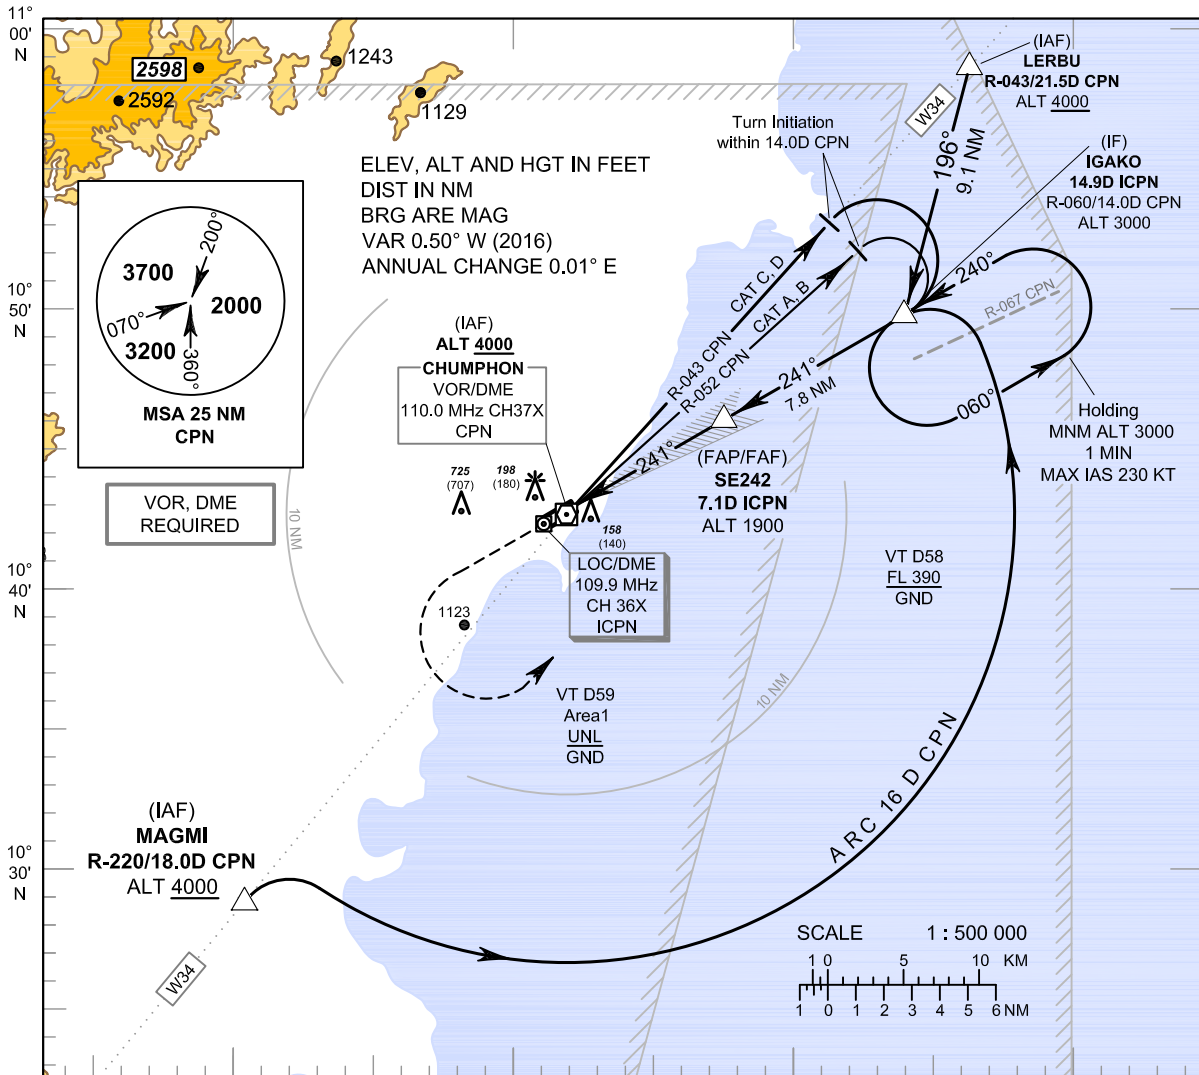 11°
00'
N
2598
2592
1243
1129
(IAF)
LERBU
R-043/21.5D CPN
ALT 4000
W34
196°
9.1 NM
Turn Initiation
within 14.0D CPN
(IF)
IGAKO
14.9D ICPN
R-060/14.0D CPN
ALT 3000
ELEV, ALT AND HGT IN FEET
DIST IN NM
BRG ARE MAG
VAR 0.50° W (2016)
ANNUAL CHANGE 0.01° E
3700
200°
2000
070°
3200
360°
MSA 25 NM
CPN
10°
50'
N
240°
R-067 CPN
060°
Holding
MNM ALT 3000
1 MIN
MAX IAS 230 KT
CAT C, D
CAT A, B
R-043 CPN
R-052 CPN
241°
7.8 NM
241°
(IAF)
ALT 4000
CHUMPHON
VOR/DME
110.0 MHz CH37X
CPN
(FAP/FAF)
SE242
7.1D ICPN
ALT 1900
VOR, DME
REQUIRED
725
(707)
198
(180)
158
(140)
10 NM
LOC/DME
109.9 MHz
CH 36X
ICPN
VT D58
FL 390
GND
10°
40'
N
1123
VT D59
Area1
UNL
GND
10 NM
ARC 16 D CPN
(IAF)
MAGMI
R-220/18.0D CPN
ALT 4000
10°
30'
N
W34
SCALE 1 : 500 000
1 0 5 10 KM
1 0 1 2 3 4 5 6 NM